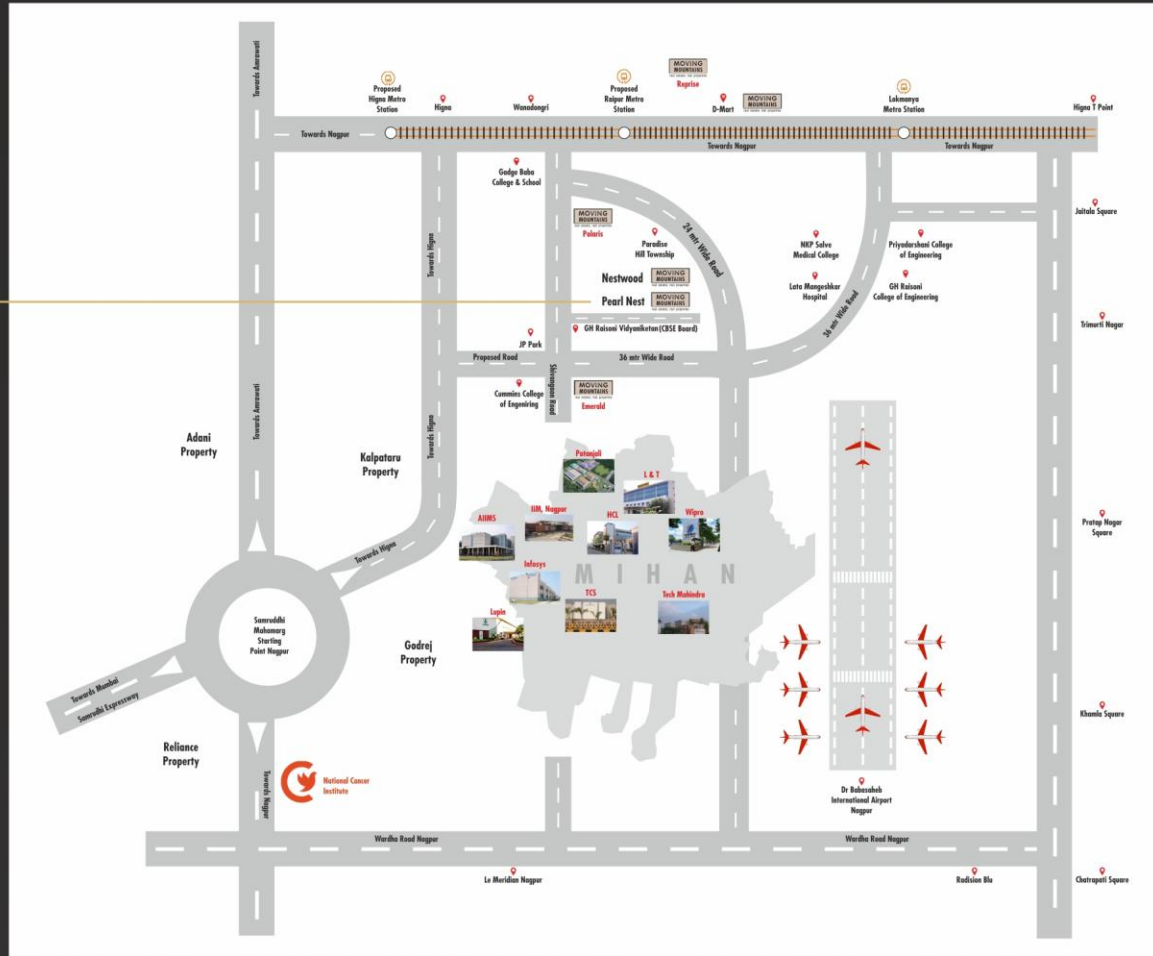 MOVING
MOUNTAINS
Reprise
Proposed
Higna Metro
Station
Higna
Wanadongri
Proposed
Raipur Metro
Station
D-Mart
MOVING
MOUNTAINS
Lokmanya
Metro Station
Higna T Point
Towards Amrawati
Towards Nagpur
Towards Nagpur
Towards Nagpur
Gadge Baba
College & School
MOVING
MOUNTAINS
Polaris
Paradise
Hill Toweship
24 mtr Wide Road
NKP Salve
Medical College
Priyadarshani College
of Engineering
Jaitala Square
Towards Higna
Nestwood
MOVING
MOUNTAINS
Pearl Nest
MOVING
MOUNTAINS
Lata Mangeshkar
Hospital
GH Raisoni
College of Engineering
36 mtr Wide Road
Trimurti Nagar
GH Raisoni Vidyaniketan(CBSE Board)
JP Park
Proposed Road
36 mtr Wide Road
Shivangaon Road
Cummins College
of Engeniring
MOVING
MOUNTAINS
Emerald
Towards Amrawati
Towards Higna
Adani
Property
Kalpataru
Property
Patanjali
L & T
AIIMS
IiM, Nagpur
HCL
Wipro
Pratap Nagar
Square
Towards Higna
Infosys
MIHAN
TCS
Tech Mahindra
Lupin
Samruddhi
Mahamarg
Starting
Point Nagpur
Godrej
Property
Towards Mumbai
Samrudhi Expressway
Khamla Square
Reliance
Property
Towards Nagpur
National Cancer
Institute
Dr Babasaheb
International Airport
Nagpur
Wardha Road Nagpur
Wardha Road Nagpur
Le Meridian Nagpur
Radision Blu
Chatrapati Square